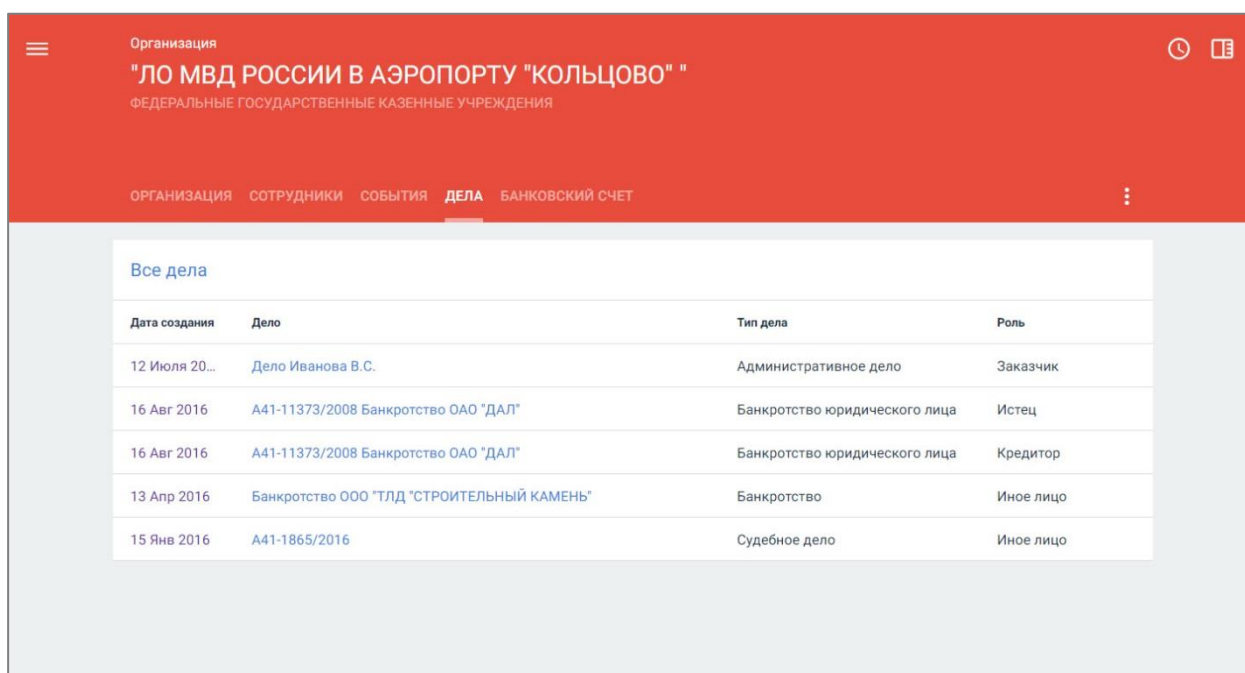 Организация
"ЛО МВД РОССИИ В АЭРОПОРТУ "КОЛЬЦОВО" "
ФЕДЕРАЛЬНЫЕ ГОСУДАРСТВЕННЫЕ КАЗЕННЫЕ УЧРЕЖДЕНИЯ
ОРГАНИЗАЦИЯ СОТРУДНИКИ СОБЫТИЯ ДЕЛА БАНКОВСКИЙ СЧЕТ
Все дела
Дата создания Дело Тип дела Роль
12 Июля 20... Дело Иванова В.С. Административное дело Заказчик
16 Авг 2016 А41-11373/2008 Банкротство ОАО "ДАЛ" Банкротство юридического лица Истец
16 Авг 2016 А41-11373/2008 Банкротство ОАО "ДАЛ" Банкротство юридического лица Кредитор
13 Апр 2016 Банкротство ООО "ТЛД "СТРОИТЕЛЬНЫЙ КАМЕНЬ" Банкротство Иное лицо
15 Янв 2016 А41-1865/2016 Судебное дело Иное лицо